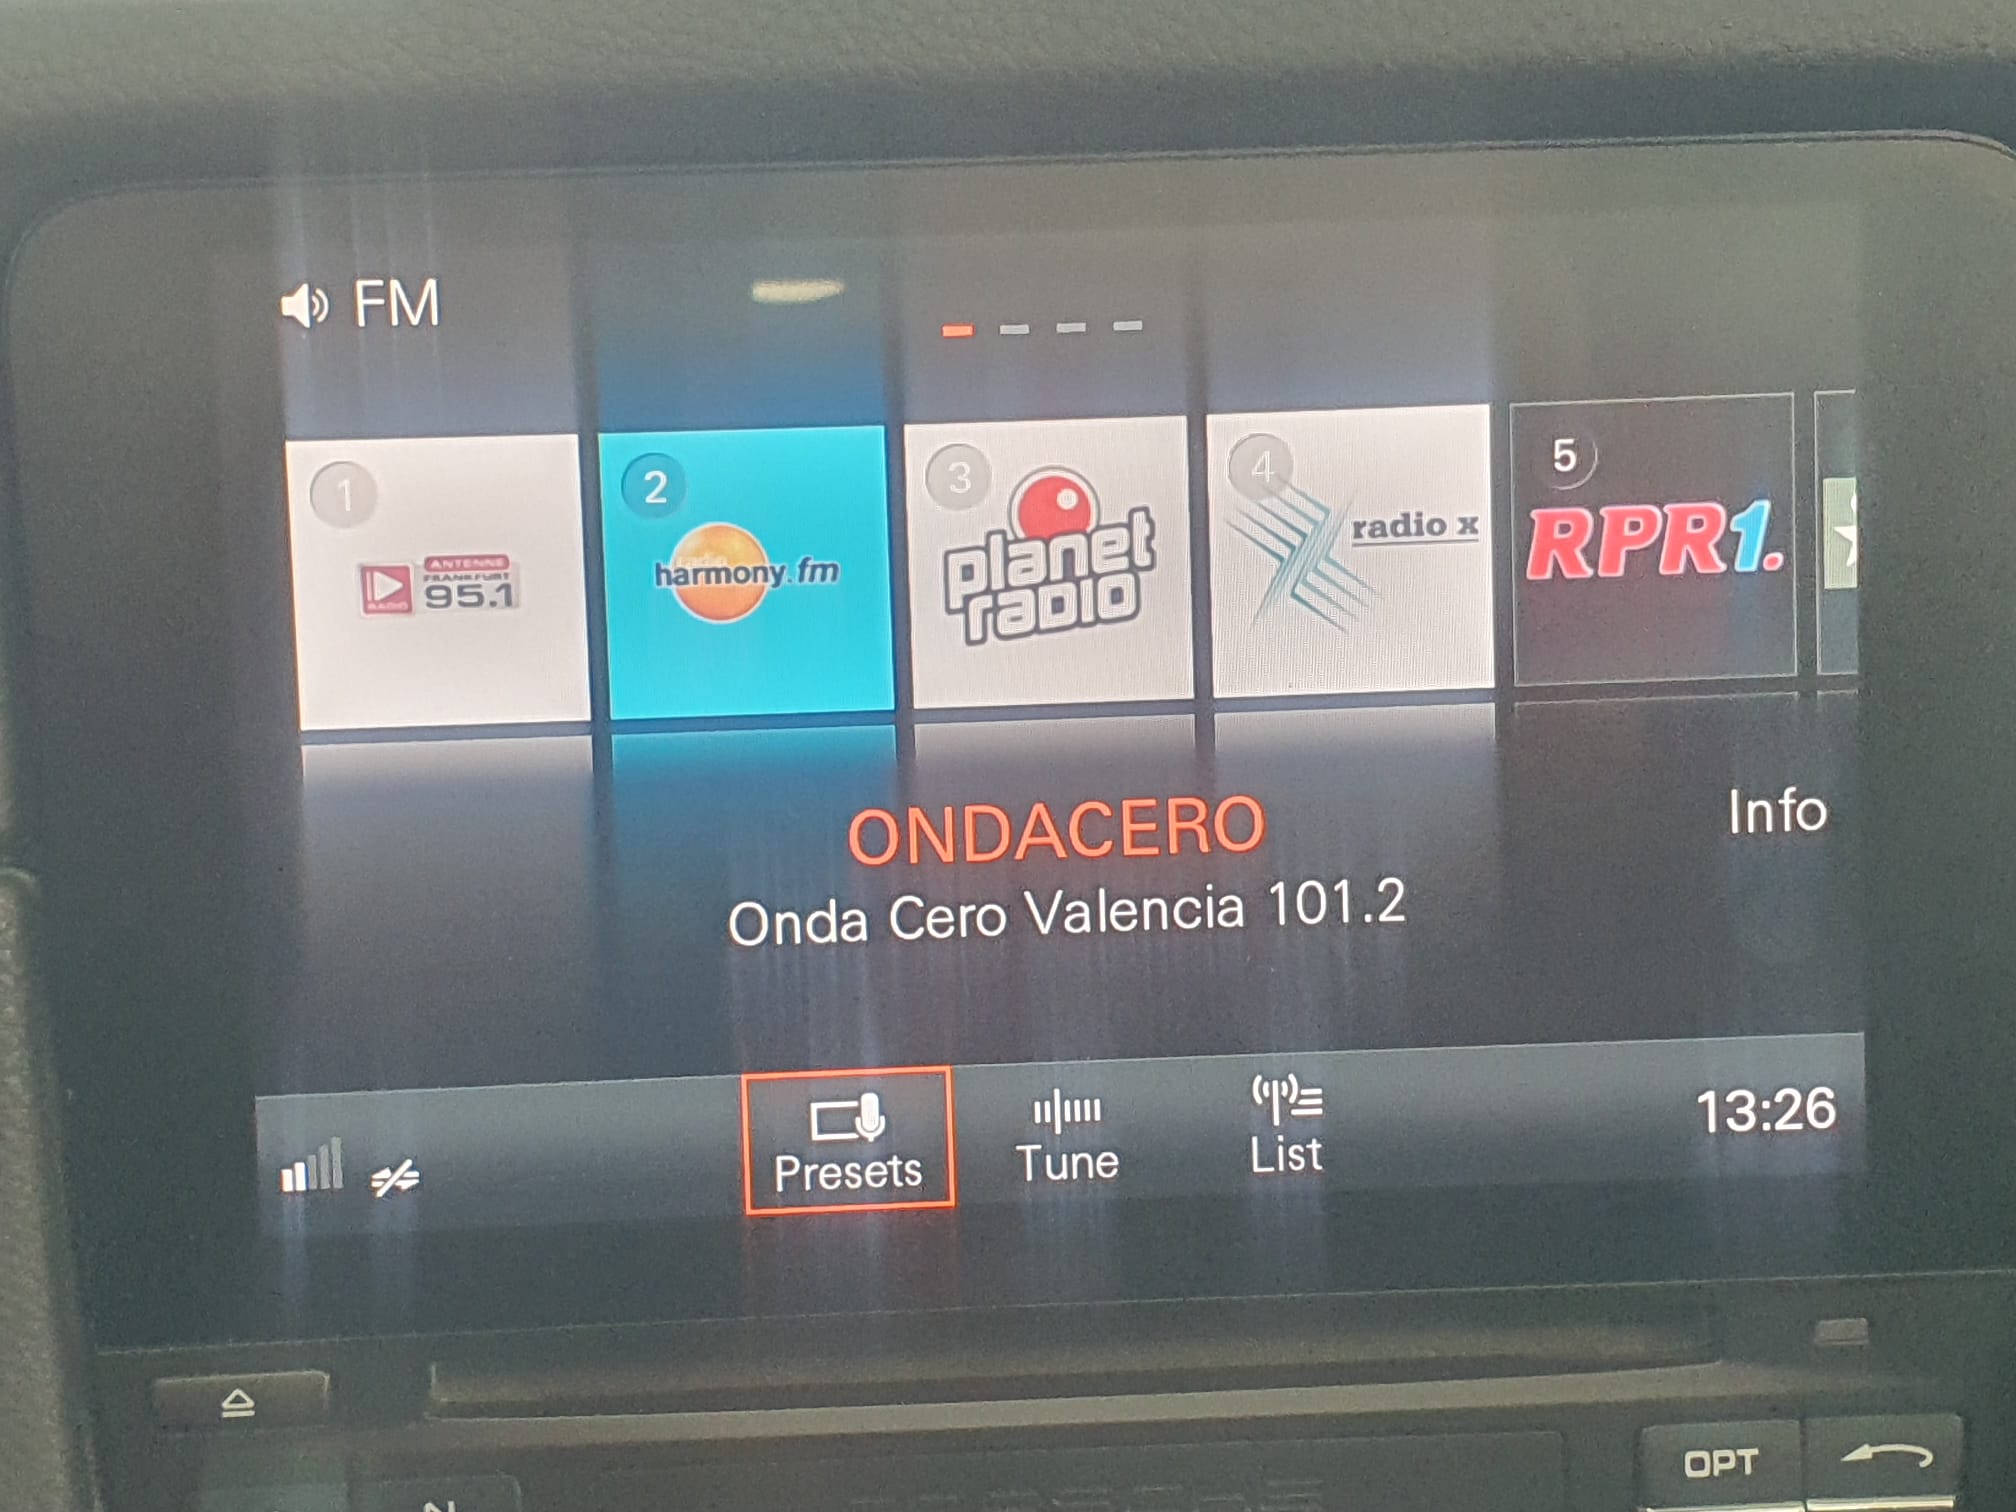 FM
1
2
3
4
5
ANTENNE
FRANKFURT
95.1
RADIO
harmony.fm
planet
radio
radio x
RPR1.
ONDACERO
Info
Onda Cero Valencia 101.2
Presets
Tune
List
13:26
OPT